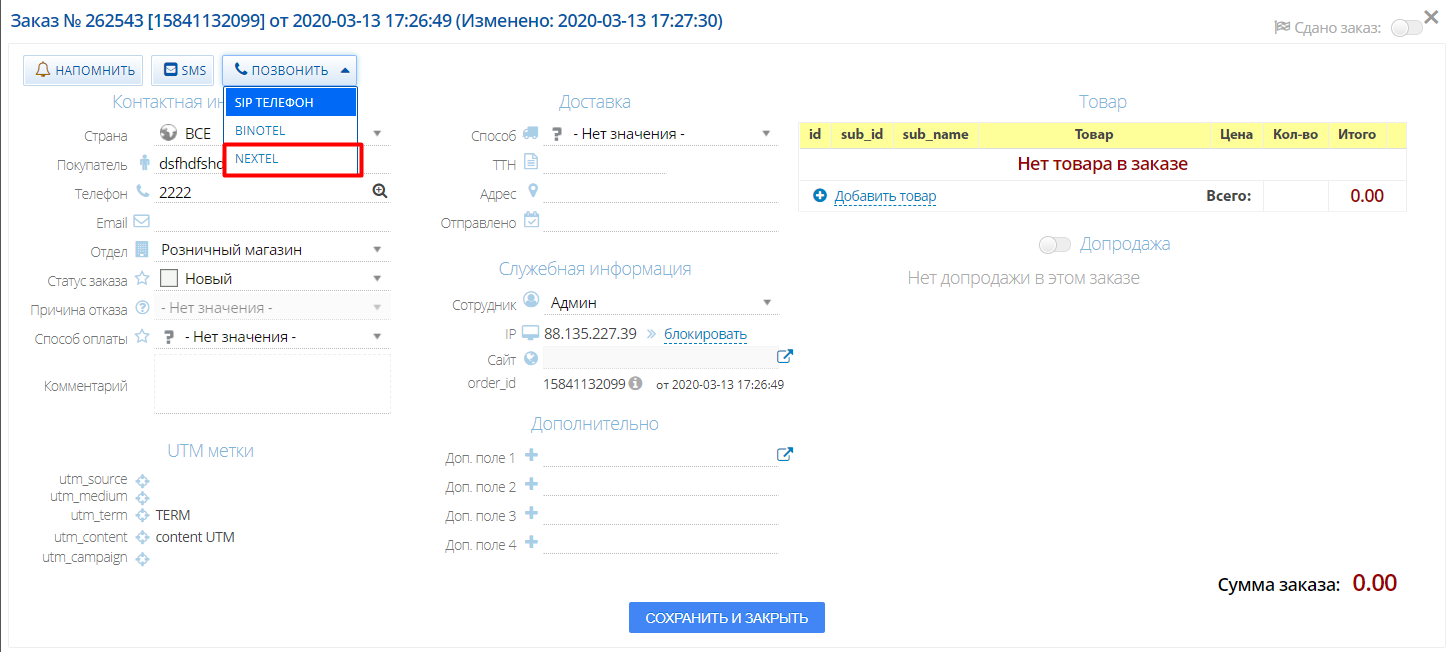 Заказ № 262543 [15841132099] от 2020-03-13 17:26:49 (Изменено: 2020-03-13 17:27:30)
Сдано заказ:
НАПОМНИТЬ
SMS
ПОЗВОНИТЬ
SIP ТЕЛЕФОН
BINOTEL
NEXTEL
Контактная ин
Страна ВСЕ
Покупатель dsfhdfshd
Телефон 2222
Email
Отдел Розничный магазин
Статус заказа Новый
Причина отказа - Нет значения -
Способ оплаты ? - Нет значения -
Комментарий
UTM метки
utm_source
utm_medium
utm_term TERM
utm_content content UTM
utm_campaign
Доставка
Способ ? - Нет значения -
ТТН
Адрес
Отправлено
Служебная информация
Сотрудник Админ
IP 88.135.227.39 » блокировать
Сайт
order_id 15841132099 от 2020-03-13 17:26:49
Дополнительно
Доп. поле 1
Доп. поле 2
Доп. поле 3
Доп. поле 4
Товар
id sub_id sub_name Товар Цена Кол-во Итого
Нет товара в заказе
Добавить товар Всего: 0.00
Допродажа
Нет допродажи в этом заказе
Сумма заказа: 0.00
СОХРАНИТЬ И ЗАКРЫТЬ